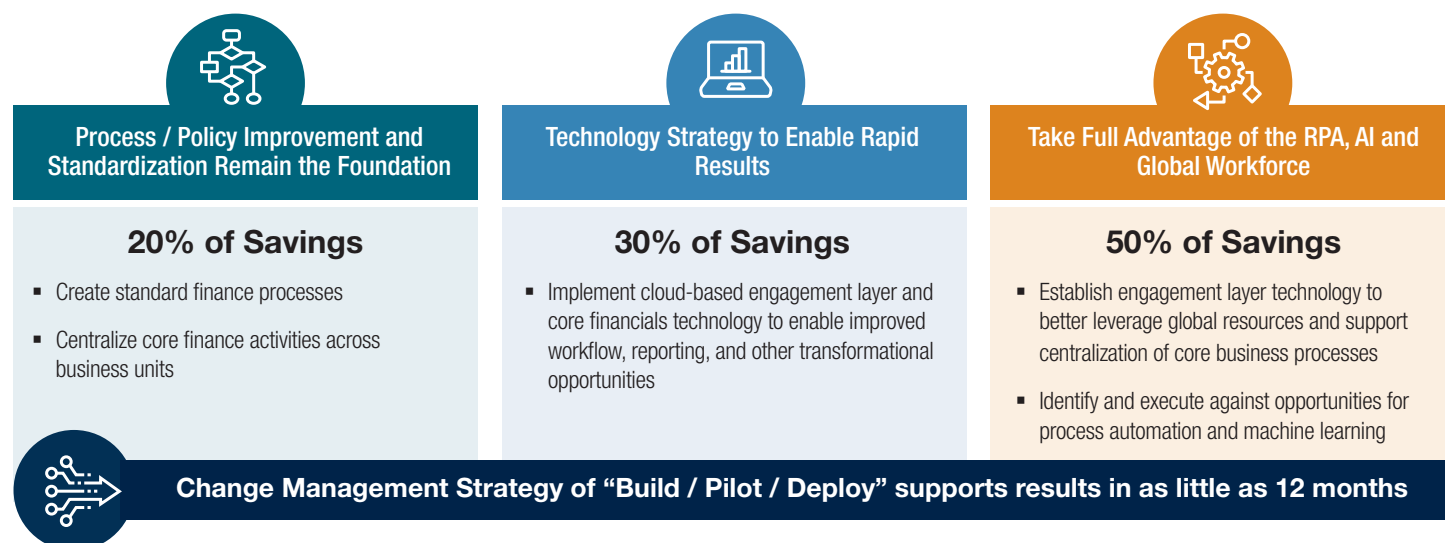 Process / Policy Improvement and
Standardization Remain the Foundation
20% of Savings
▪ Create standard finance processes
▪ Centralize core finance activities across
business units
Technology Strategy to Enable Rapid
Results
30% of Savings
▪ Implement cloud-based engagement layer and
core financials technology to enable improved
workflow, reporting, and other transformational
opportunities
Take Full Advantage of the RPA, AI and
Global Workforce
50% of Savings
▪ Establish engagement layer technology to
better leverage global resources and support
centralization of core business processes
▪ Identify and execute against opportunities for
process automation and machine learning
Change Management Strategy of “Build / Pilot / Deploy” supports results in as little as 12 months